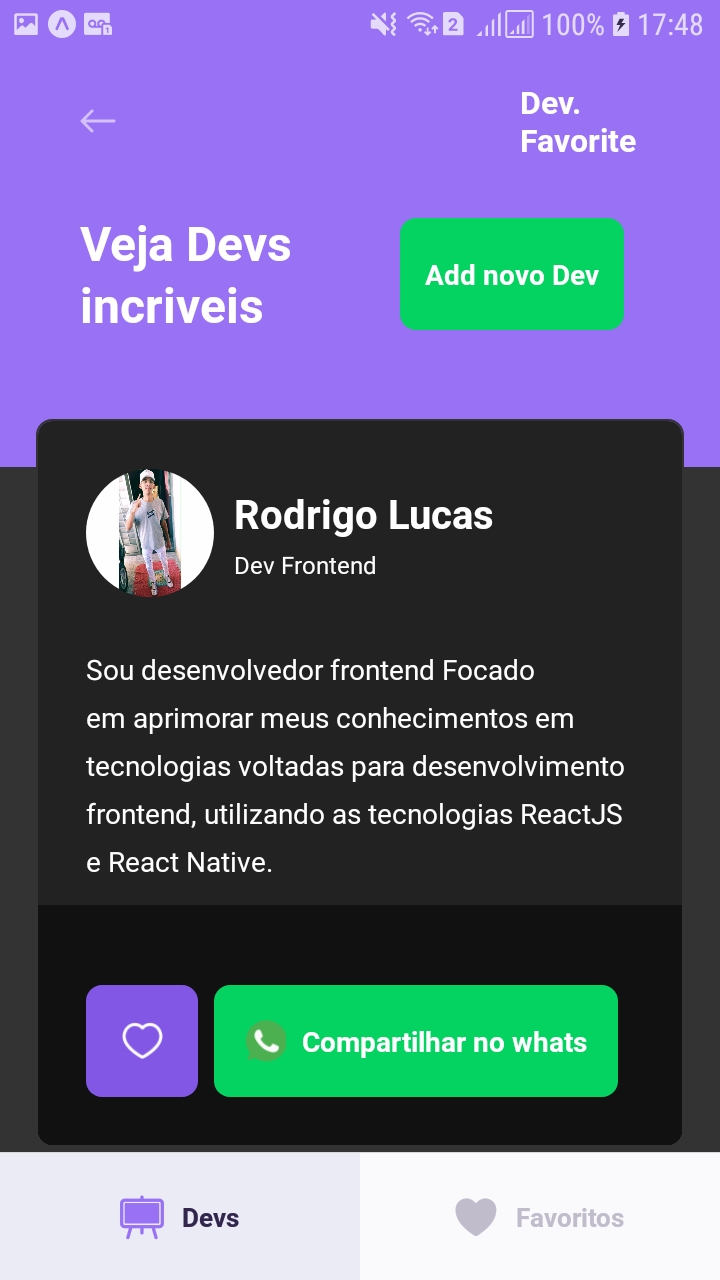 2 100% 17:48
Dev.
Favorite
Veja Devs
incriveis
Add novo Dev
Rodrigo Lucas
Dev Frontend
Sou desenvolvedor frontend Focado
em aprimorar meus conhecimentos em
tecnologias voltadas para desenvolvimento
frontend, utilizando as tecnologias ReactJS
e React Native.
Compartilhar no whats
Devs
Favoritos